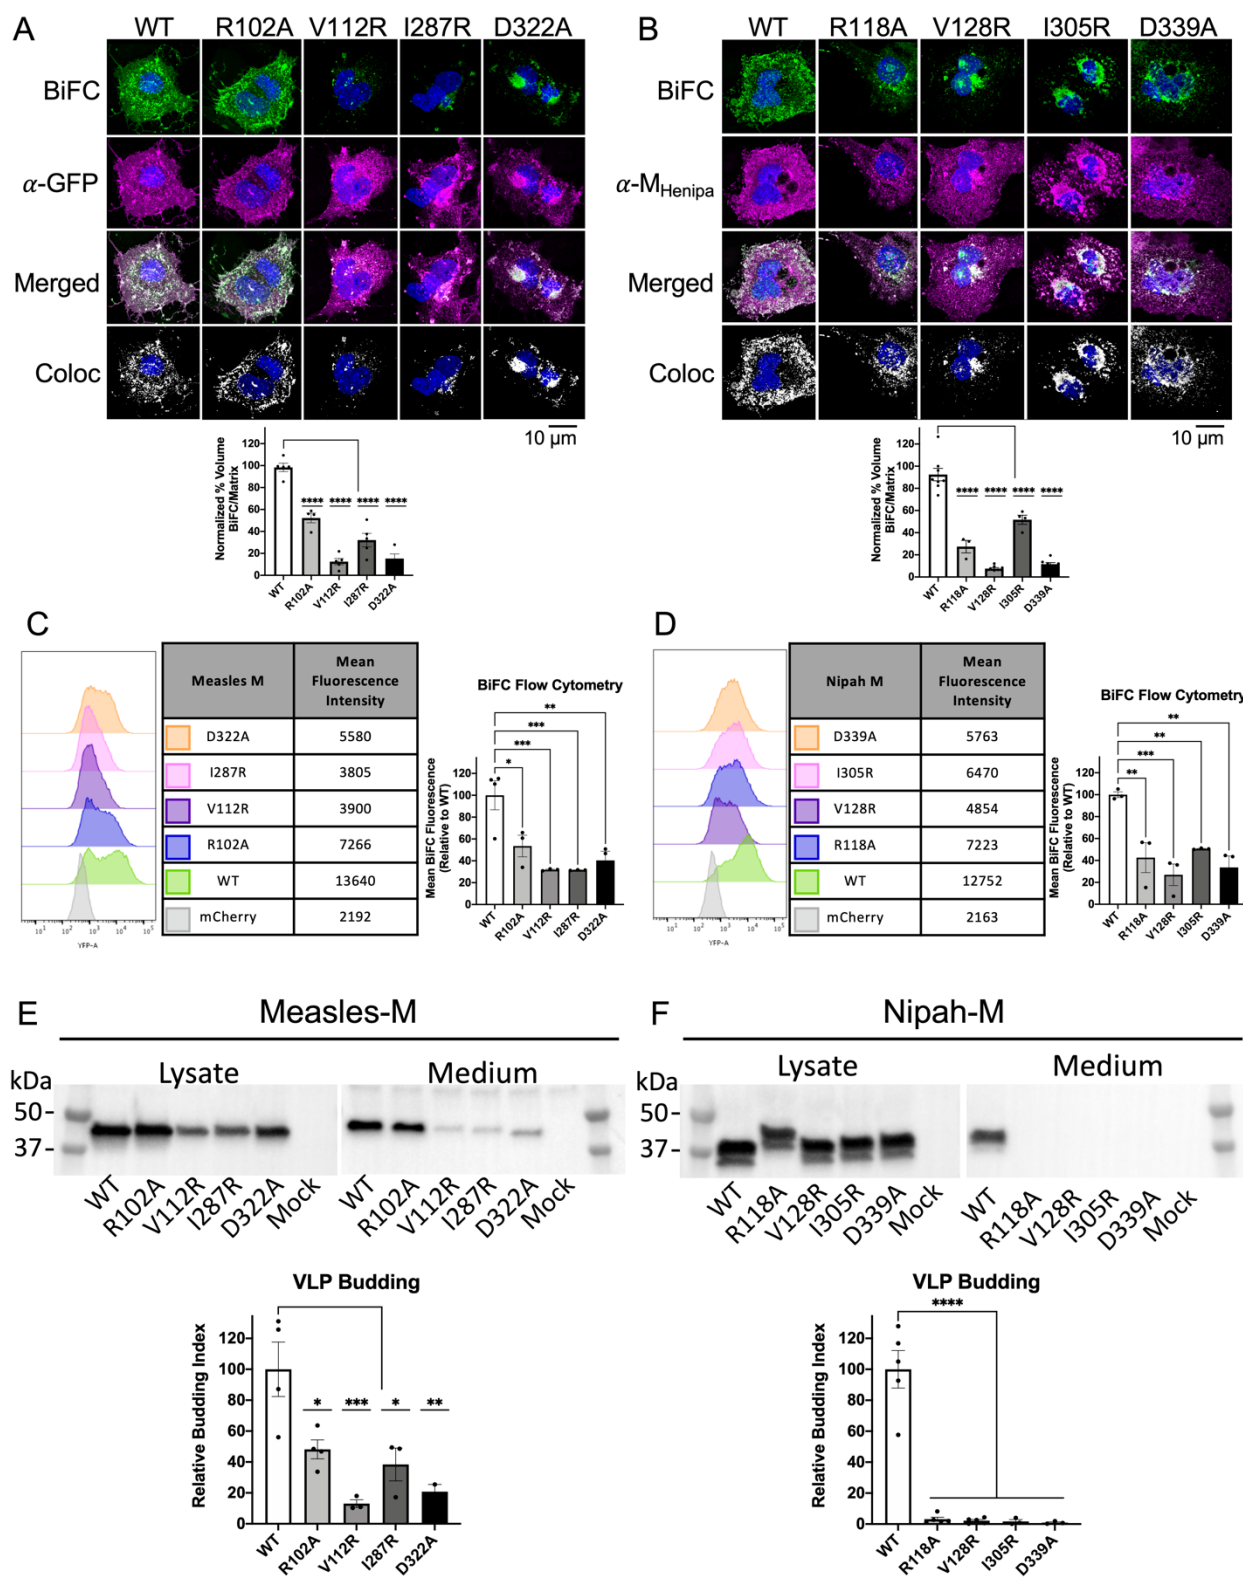 A
WT R102A V112R I287R D322A
BiFC
α-GFP
Merged
Coloc
10 µm
Normalized % Volume
BiFC/Matrix
120
100
80
60
40
20
0
**** **** **** ****
WT R102A V112R I287R D322A
B
WT R118A V128R I305R D339A
BiFC
α-MHenipa
Merged
Coloc
10 µm
Normalized % Volume
BiFC/Matrix
120
100
80
60
40
20
0
**** **** **** ****
WT R118A V128R I305R D339A
C
Measles M Mean Fluorescence Intensity
D322A 5580
I287R 3805
V112R 3900
R102A 7266
WT 13640
mCherry 2192
10¹ 10² 10³ 10⁴ 10⁵
YFP-A
BiFC Flow Cytometry
**
***
***
*
Mean BiFC Fluorescence
(Relative to WT)
120
100
80
60
40
20
0
WT R102A V112R I287R D322A
D
Nipah M Mean Fluorescence Intensity
D339A 5763
I305R 6470
V128R 4854
R118A 7223
WT 12752
mCherry 2163
10¹ 10² 10³ 10⁴ 10⁵
YFP-A
BiFC Flow Cytometry
**
**
***
**
Mean BiFC Fluorescence
(Relative to WT)
120
100
80
60
40
20
0
WT R118A V128R I305R D339A
E
Measles-M
Lysate Medium
kDa
50
37
WT R102A V112R I287R D322A Mock WT R102A V112R I287R D322A Mock
VLP Budding
Relative Budding Index
120
100
80
60
40
20
0
* *** * **
WT R102A V112R I287R D322A
F
Nipah-M
Lysate Medium
kDa
50
37
WT R118A V128R I305R D339A Mock WT R118A V128R I305R D339A Mock
VLP Budding
Relative Budding Index
120
100
80
60
40
20
0
****
WT R118A V128R I305R D339A